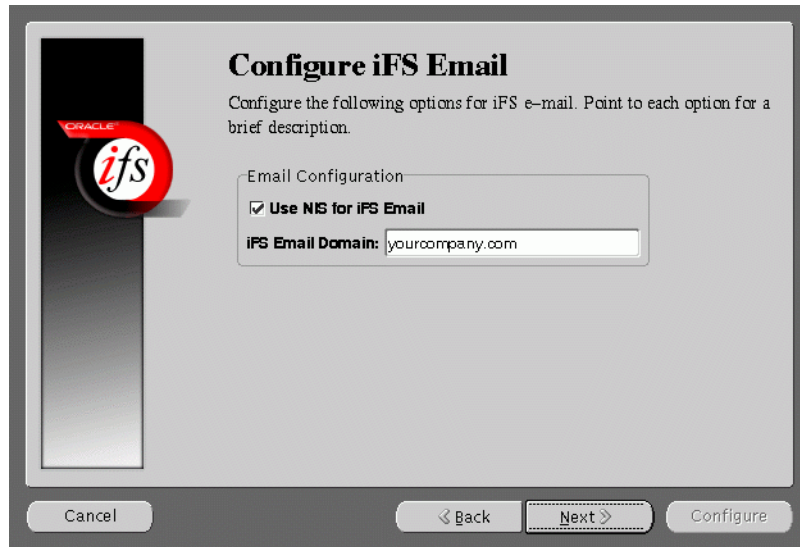 Configure iFS Email
Configure the following options for iFS e–mail. Point to each option for a
brief description.
ORACLE
ifs
Email Configuration
Use NIS for iFS Email
iFS Email Domain: yourcompany.com
Cancel
Back
Next
Configure